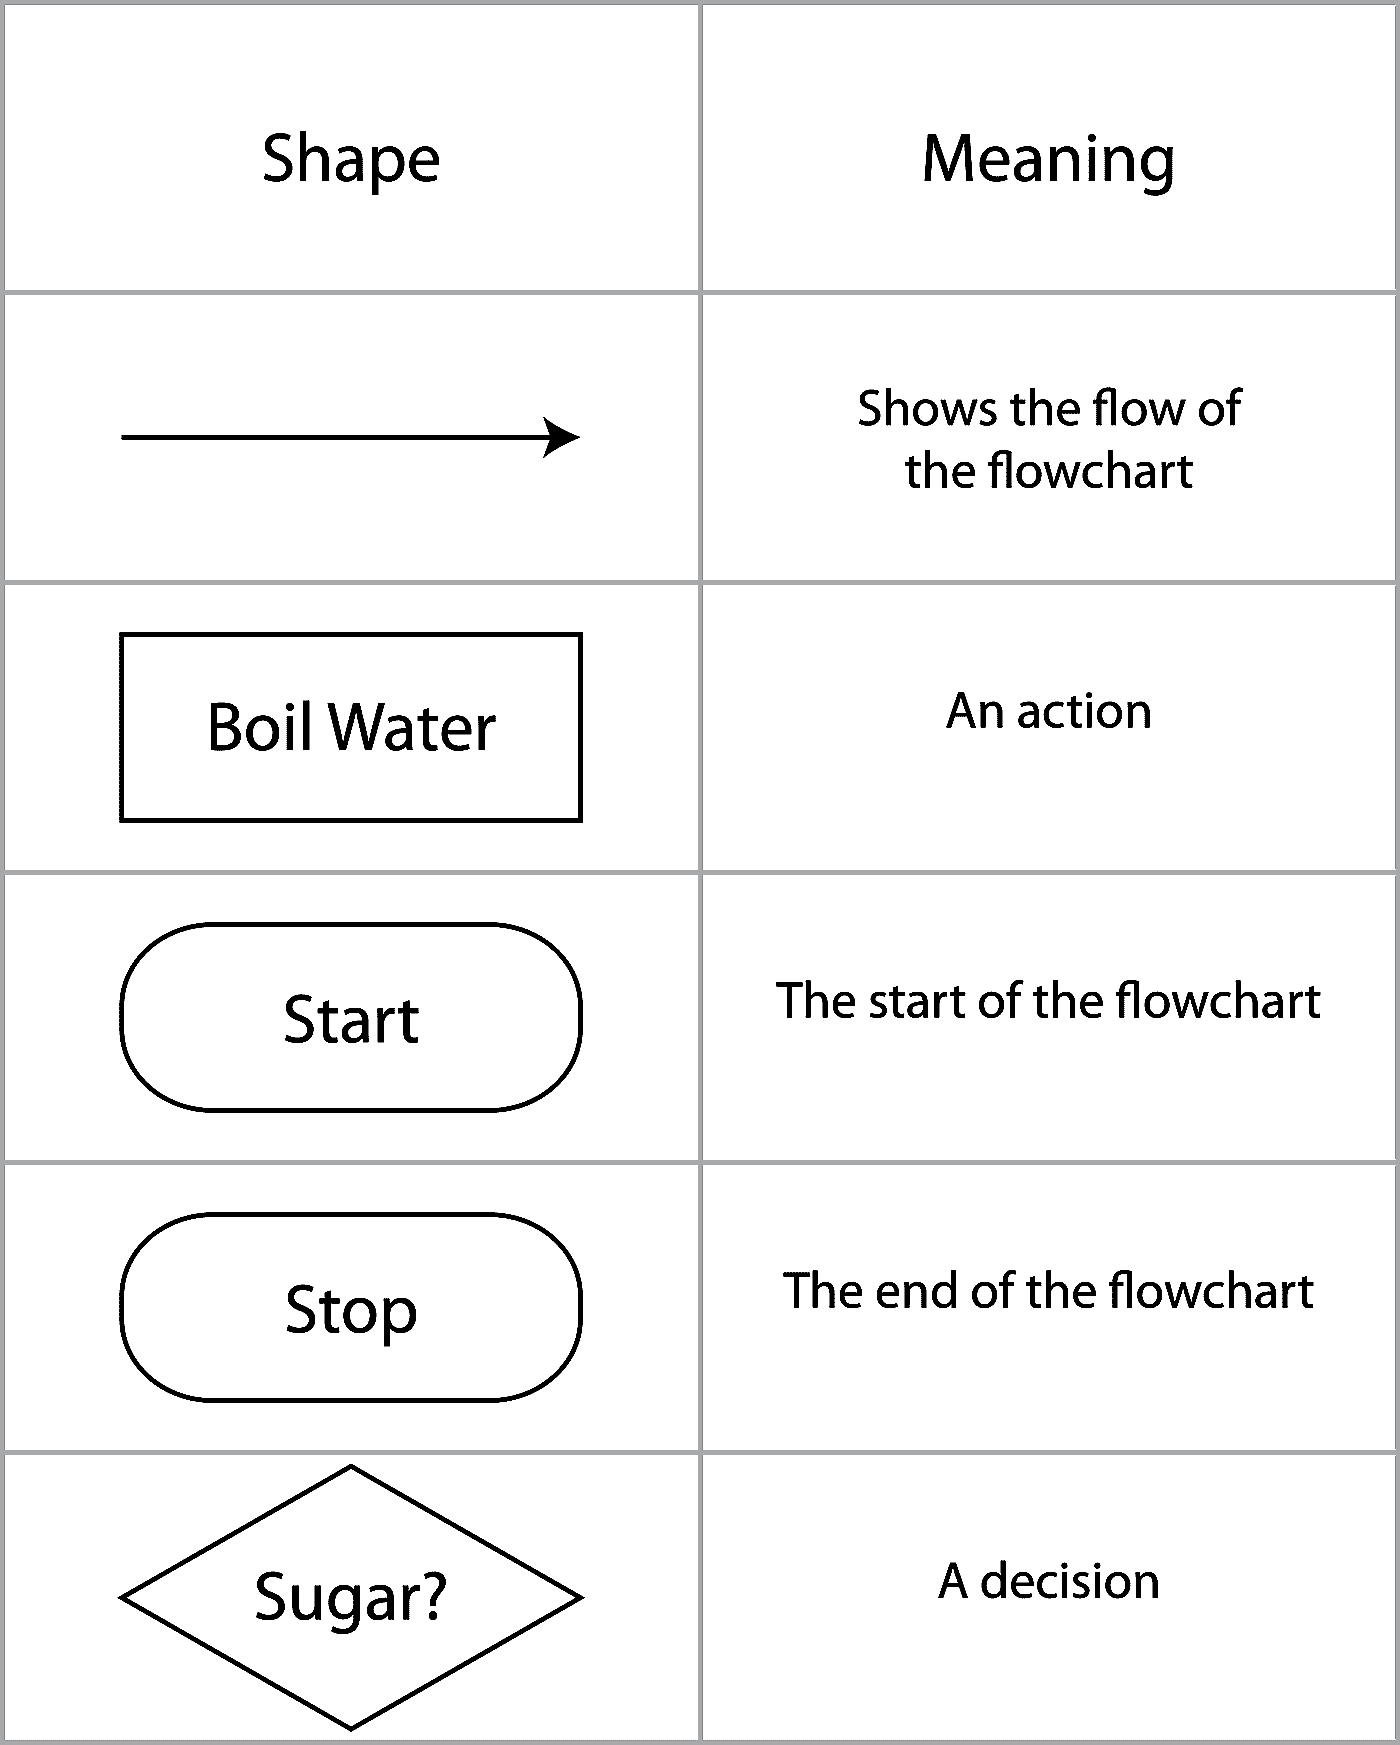 Shape
Meaning
Shows the flow of
the flowchart
Boil Water
An action
Start
The start of the flowchart
Stop
The end of the flowchart
Sugar?
A decision